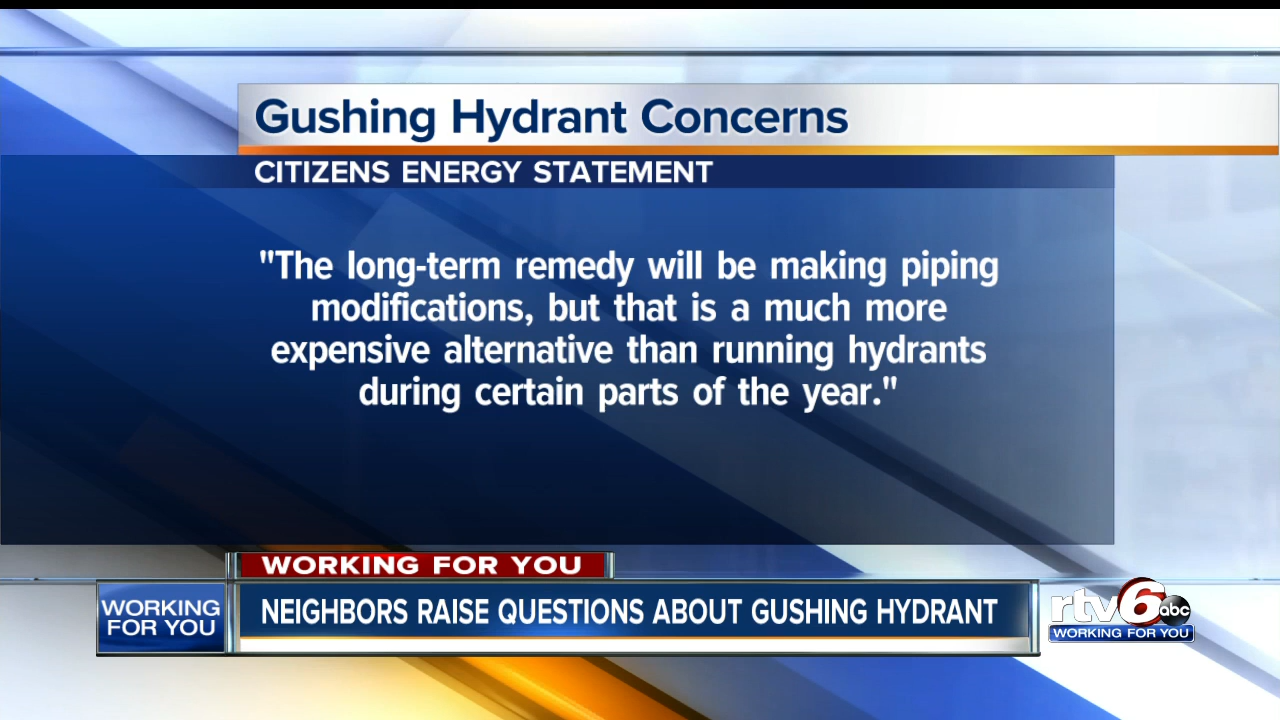 Gushing Hydrant Concerns
CITIZENS ENERGY STATEMENT
"The long-term remedy will be making piping
modifications, but that is a much more
expensive alternative than running hydrants
during certain parts of the year."
WORKING FOR YOU
WORKING
FOR YOU
NEIGHBORS RAISE QUESTIONS ABOUT GUSHING HYDRANT
rtv6 abc
WORKING FOR YOU